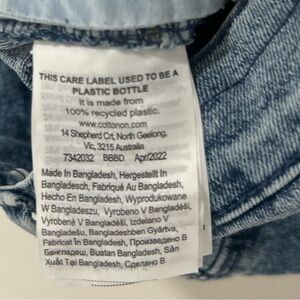 THIS CARE LABEL USED TO BE A
PLASTIC BOTTLE
It is made from
100% recycled plastic.
www.cottonon.com
14 Shepherd Crt, North Geelong,
Vic, 3215 Australia
7342032 BBBD Apr/2022
Made In Bangladesh, Hergestellt In
Bangladesch, Fabriqué Au Bangladesh,
Hecho En Bangladesh, Wyprodukowane
W Bangladeszu, Vyrobeno V Bangladéši,
Vyrobené V Bangladéši, Izdelano V
Bangladešu, Bangladeshben Gyártva,
Fabricat În Bangladesh, Произведено В
Бангладеш, Buatan Bangladesh, Sản
Xuất Tại Bangladesh, Сделано В